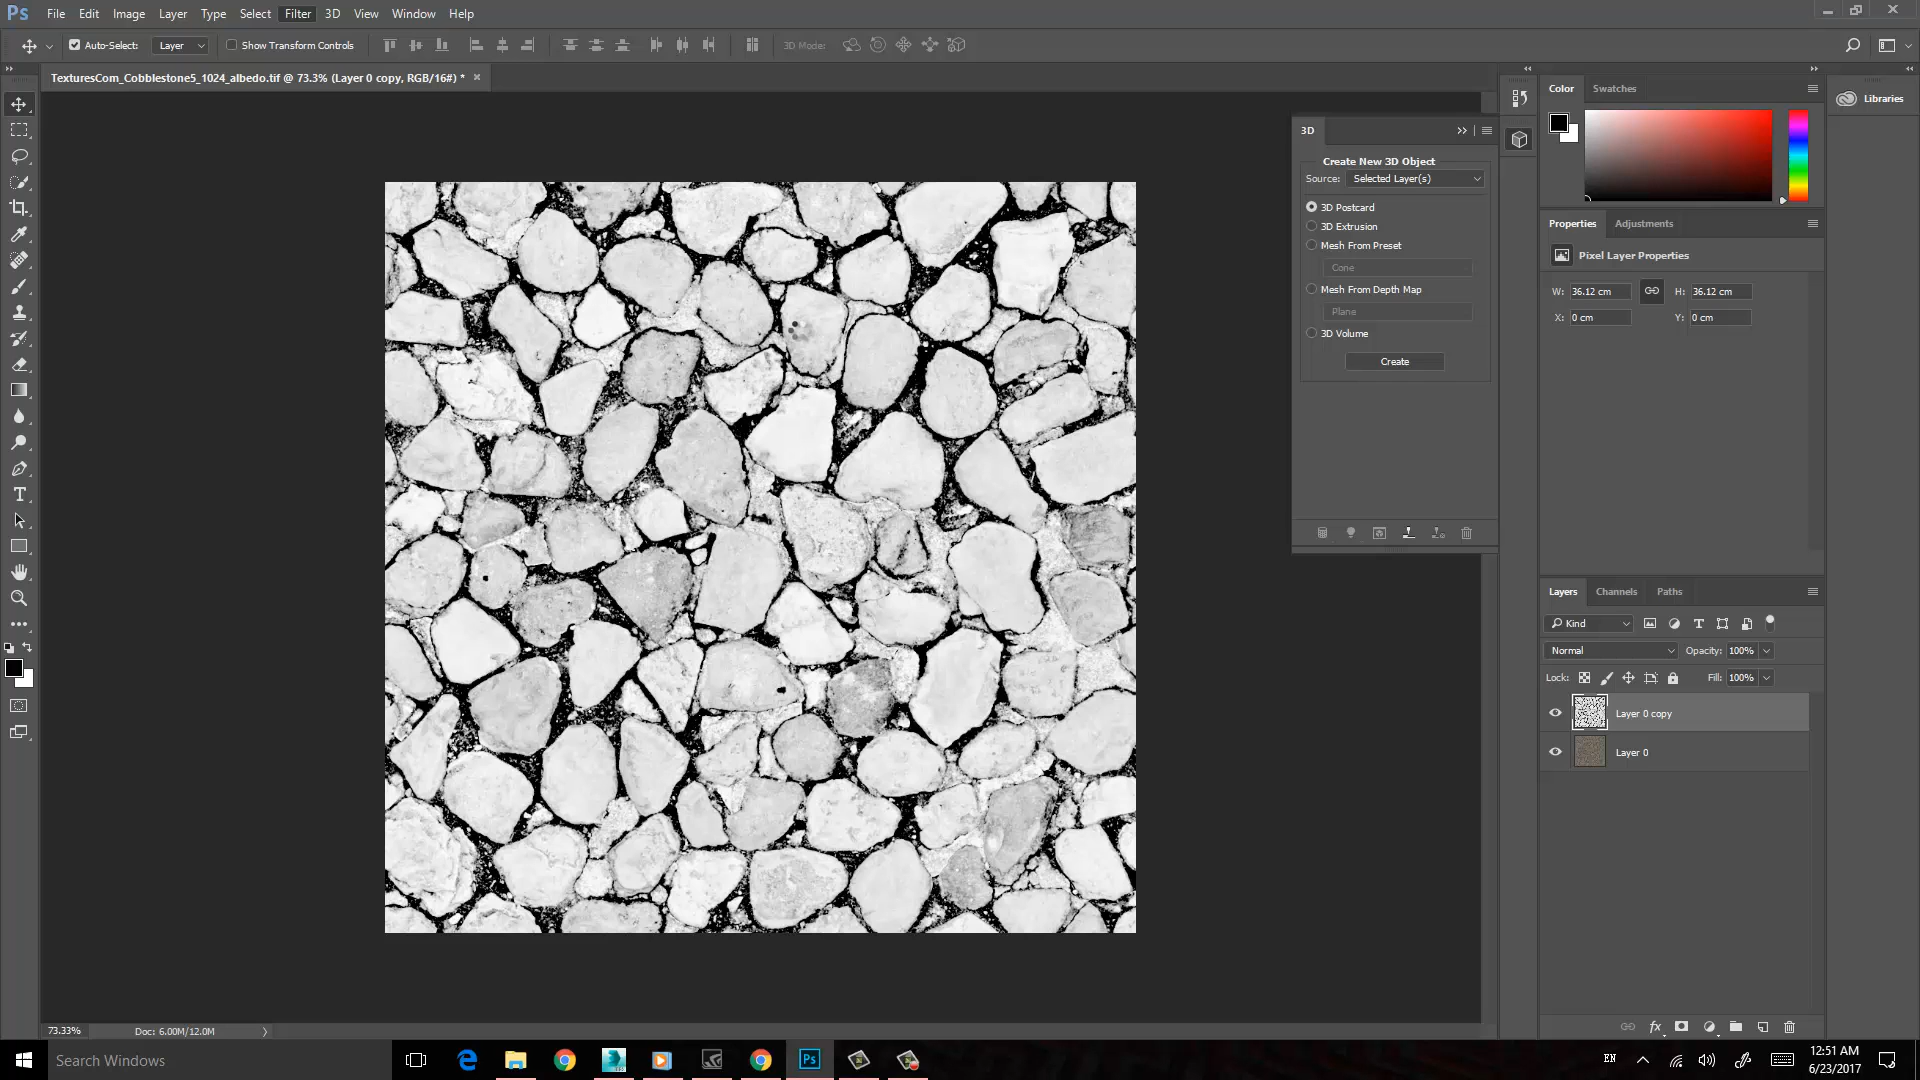 Ps File Edit Image Layer Type Select Filter 3D View Window Help
Auto-Select: Layer Show Transform Controls 3D Mode:
TexturesCom_Cobblestone5_1024_albedo.tif @ 73.3% (Layer 0 copy, RGB/16#) *
3D
Create New 3D Object
Source: Selected Layer(s)
3D Postcard
3D Extrusion
Mesh From Preset
Cone
Mesh From Depth Map
Plane
3D Volume
Create
Color Swatches
Libraries
Properties Adjustments
Pixel Layer Properties
W: 36.12 cm H: 36.12 cm
X: 0 cm Y: 0 cm
Layers Channels Paths
Kind
Normal Opacity: 100%
Lock: Fill: 100%
Layer 0 copy
Layer 0
fx
73.33% Doc: 6.00M/12.0M
Search Windows
Ps
EN
12:51 AM
6/23/2017